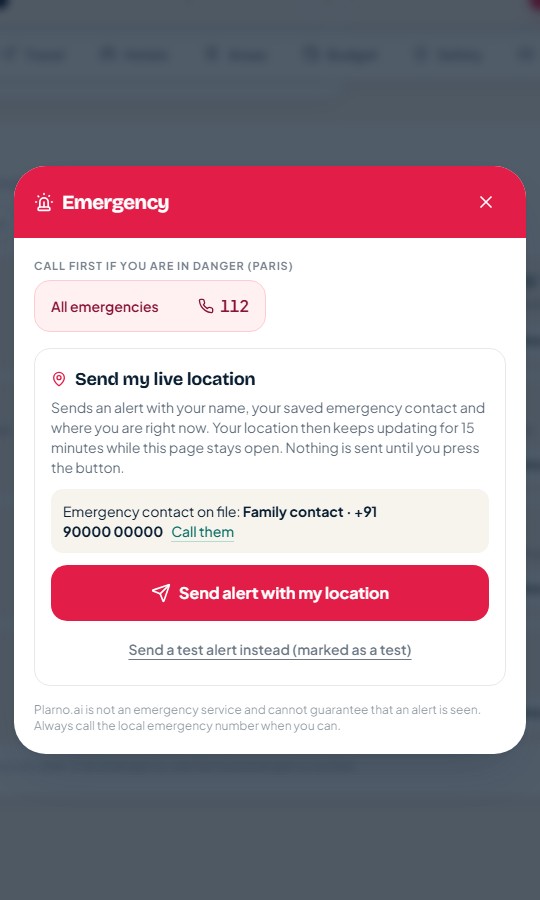 Emergency
CALL FIRST IF YOU ARE IN DANGER (PARIS)
All emergencies 112
Send my live location
Sends an alert with your name, your saved emergency contact and
where you are right now. Your location then keeps updating for 15
minutes while this page stays open. Nothing is sent until you press
the button.
Emergency contact on file: Family contact · +91
90000 00000 Call them
Send alert with my location
Send a test alert instead (marked as a test)
Plarno.ai is not an emergency service and cannot guarantee that an alert is seen.
Always call the local emergency number when you can.